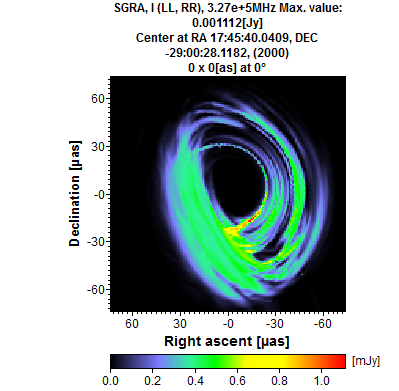 SGRA, I (LL, RR), 3.27e+5MHz Max. value:
0.001112[Jy]
Center at RA 17:45:40.0409, DEC
-29:00:28.1182, (2000)
0 x 0[as] at 0°
Declination [µas]
60
30
-0
-30
-60
60 30 -0 -30 -60
Right ascent [µas]
[mJy]
0.0 0.2 0.4 0.6 0.8 1.0